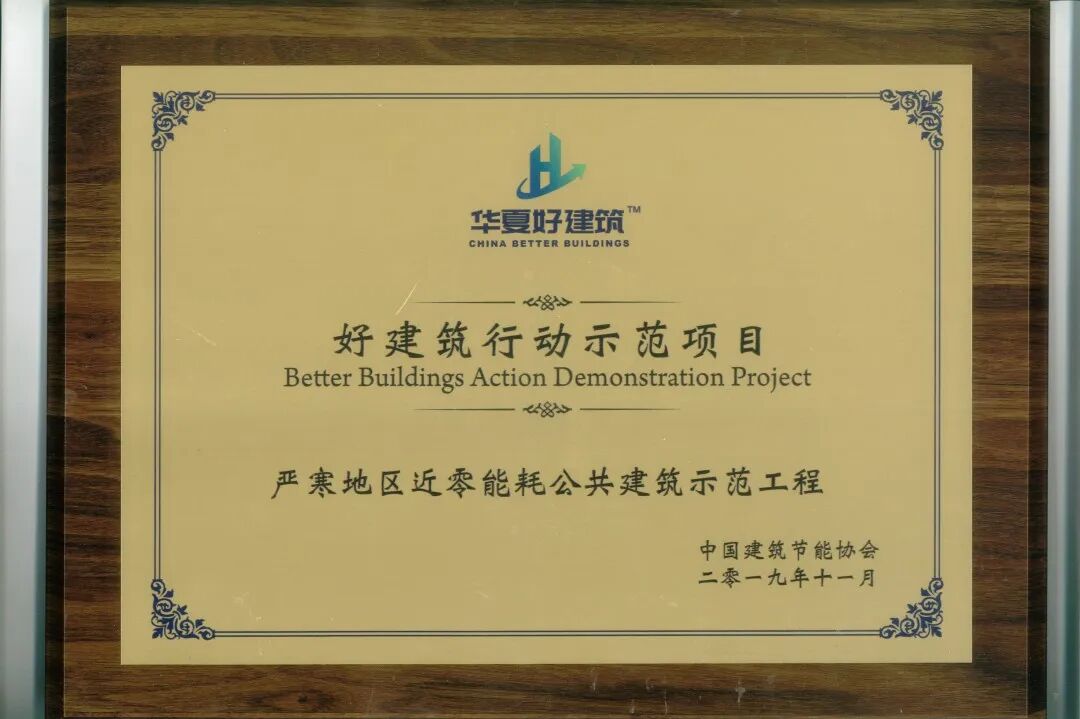 华夏好建筑™
CHINA BETTER BUILDINGS
好建筑行动示范项目
Better Buildings Action Demonstration Project
严寒地区近零能耗公共建筑示范工程
中国建筑节能协会
二零一九年十一月